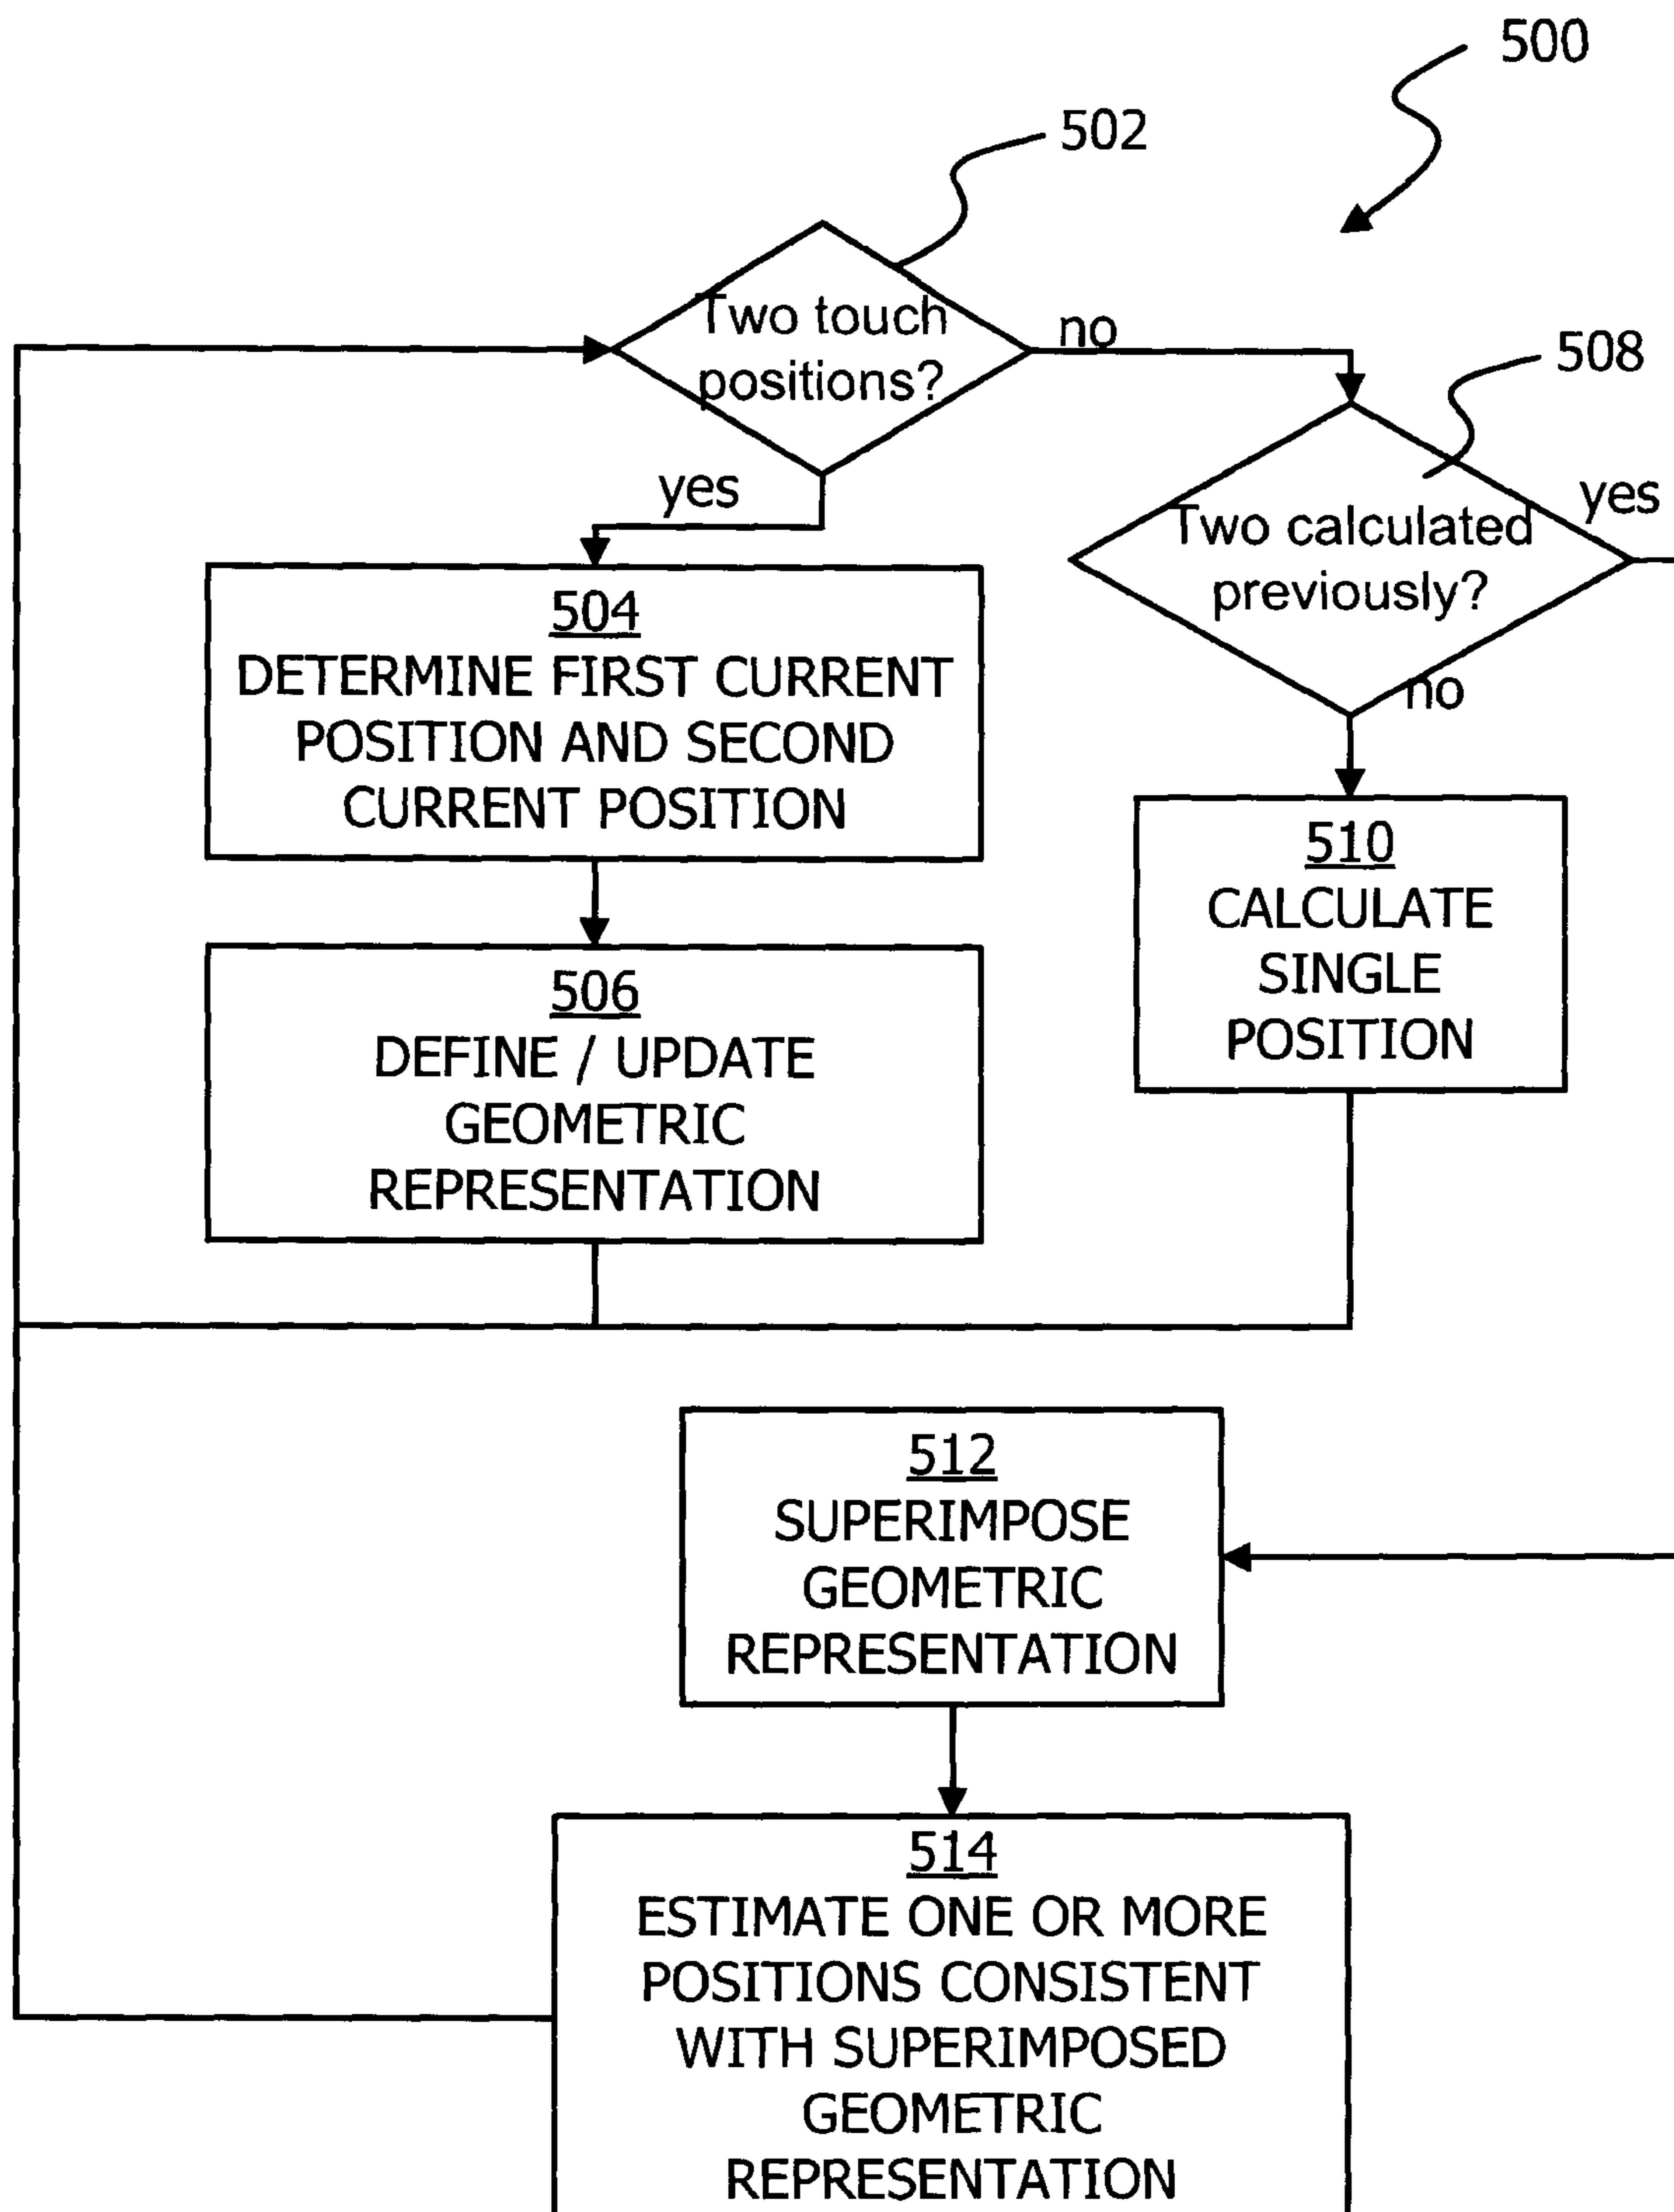 500
502
Two touch
positions?
no
508
yes
Two calculated
previously?
yes
no
504
DETERMINE FIRST CURRENT
POSITION AND SECOND
CURRENT POSITION
510
CALCULATE
SINGLE
POSITION
506
DEFINE / UPDATE
GEOMETRIC
REPRESENTATION
512
SUPERIMPOSE
GEOMETRIC
REPRESENTATION
514
ESTIMATE ONE OR MORE
POSITIONS CONSISTENT
WITH SUPERIMPOSED
GEOMETRIC
REPRESENTATION